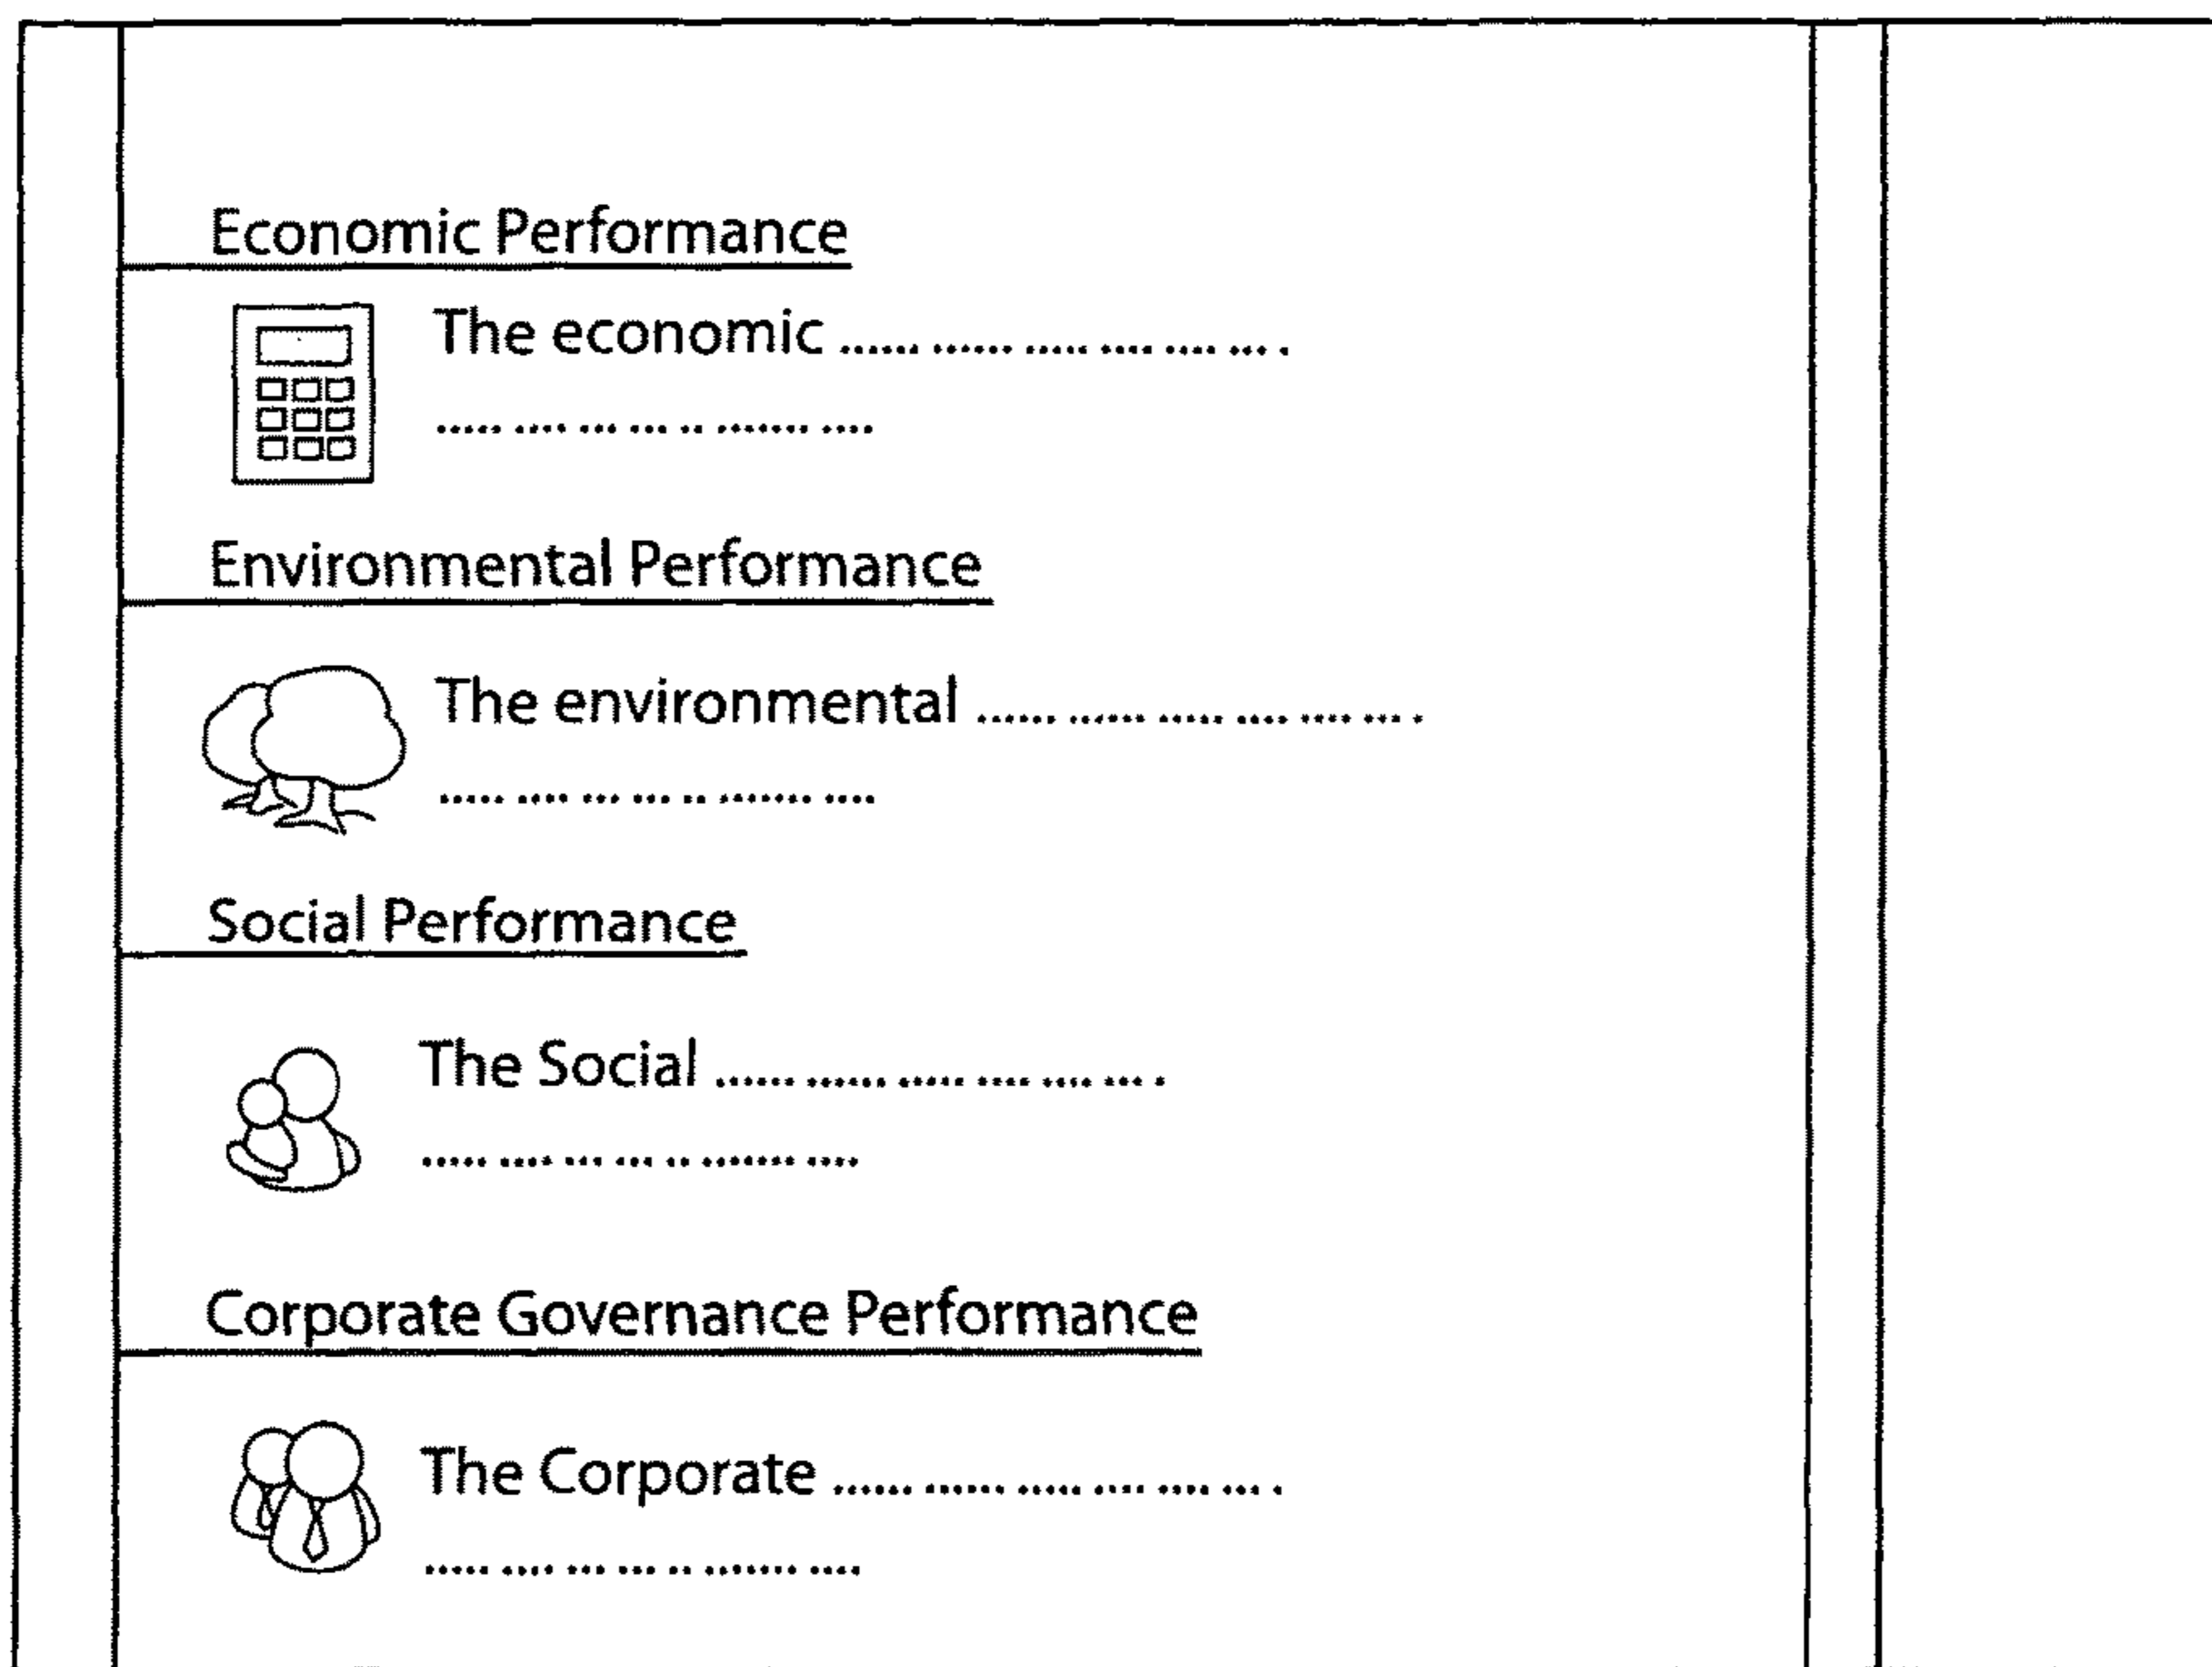 Economic Performance
The economic ...... ...... ..... .... .... ... .
..... .... ... ... .. ....... ....
Environmental Performance
The environmental ...... ...... ..... .... .... ... .
..... .... ... ... .. ....... ....
Social Performance
The Social ...... ...... ..... .... .... ... .
..... .... ... ... .. ....... ....
Corporate Governance Performance
The Corporate ...... ...... ..... .... .... ... .
..... .... ... ... .. ....... ....